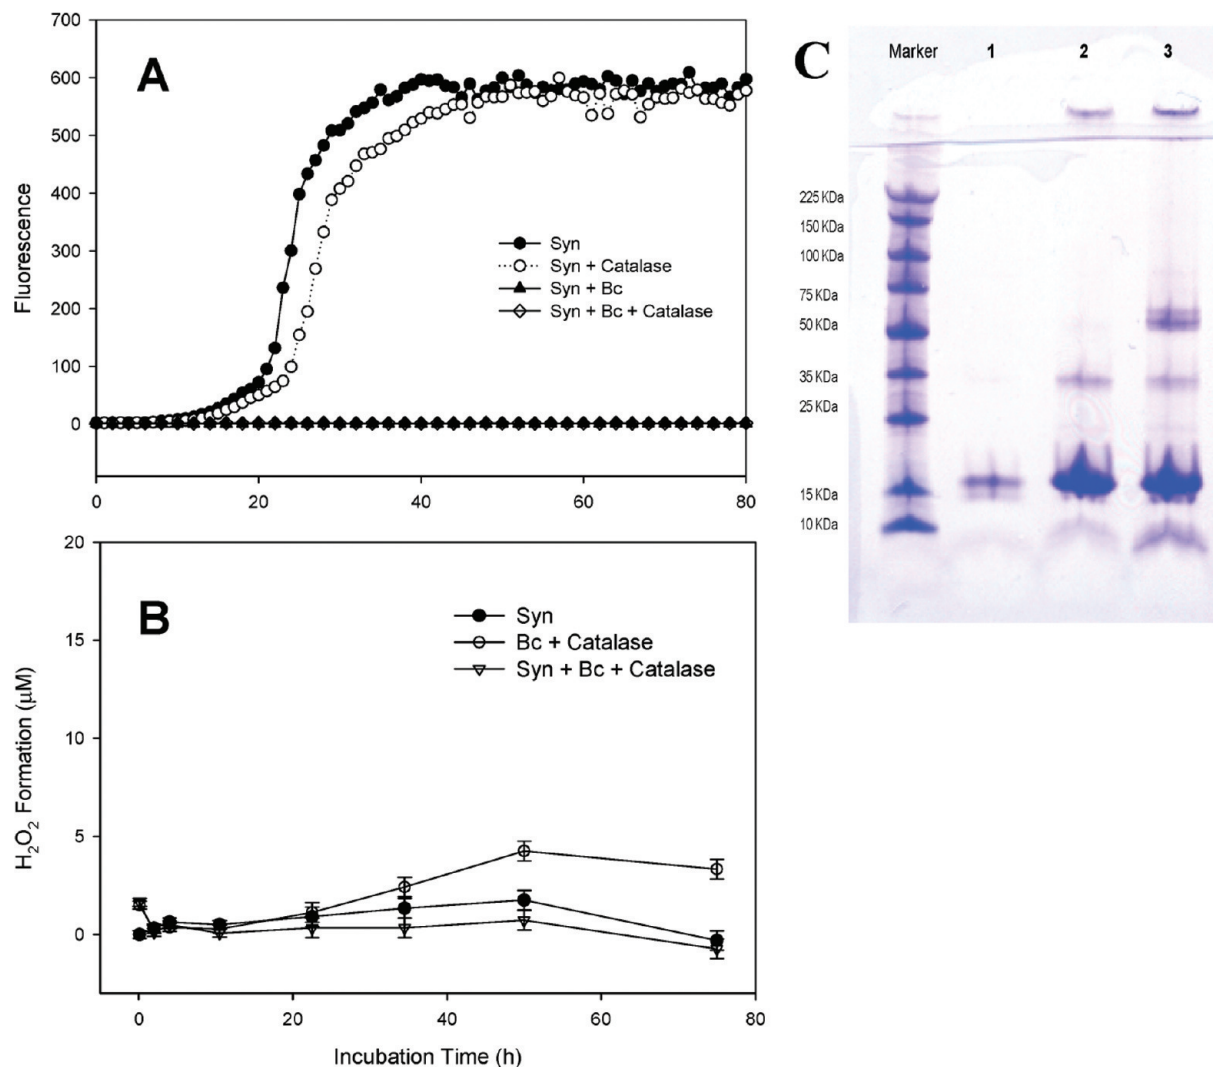 A
700
600
500
400
300
200
100
0
Fluorescence
Syn
Syn + Catalase
Syn + Bc
Syn + Bc + Catalase
0 20 40 60 80
B
20
15
10
5
0
H₂O₂ Formation (μM)
Syn
Bc + Catalase
Syn + Bc + Catalase
0 20 40 60 80
Incubation Time (h)
C
Marker 1 2 3
225 KDa
150 KDa
100 KDa
75 KDa
50 KDa
35 KDa
25 KDa
15 KDa
10 KDa